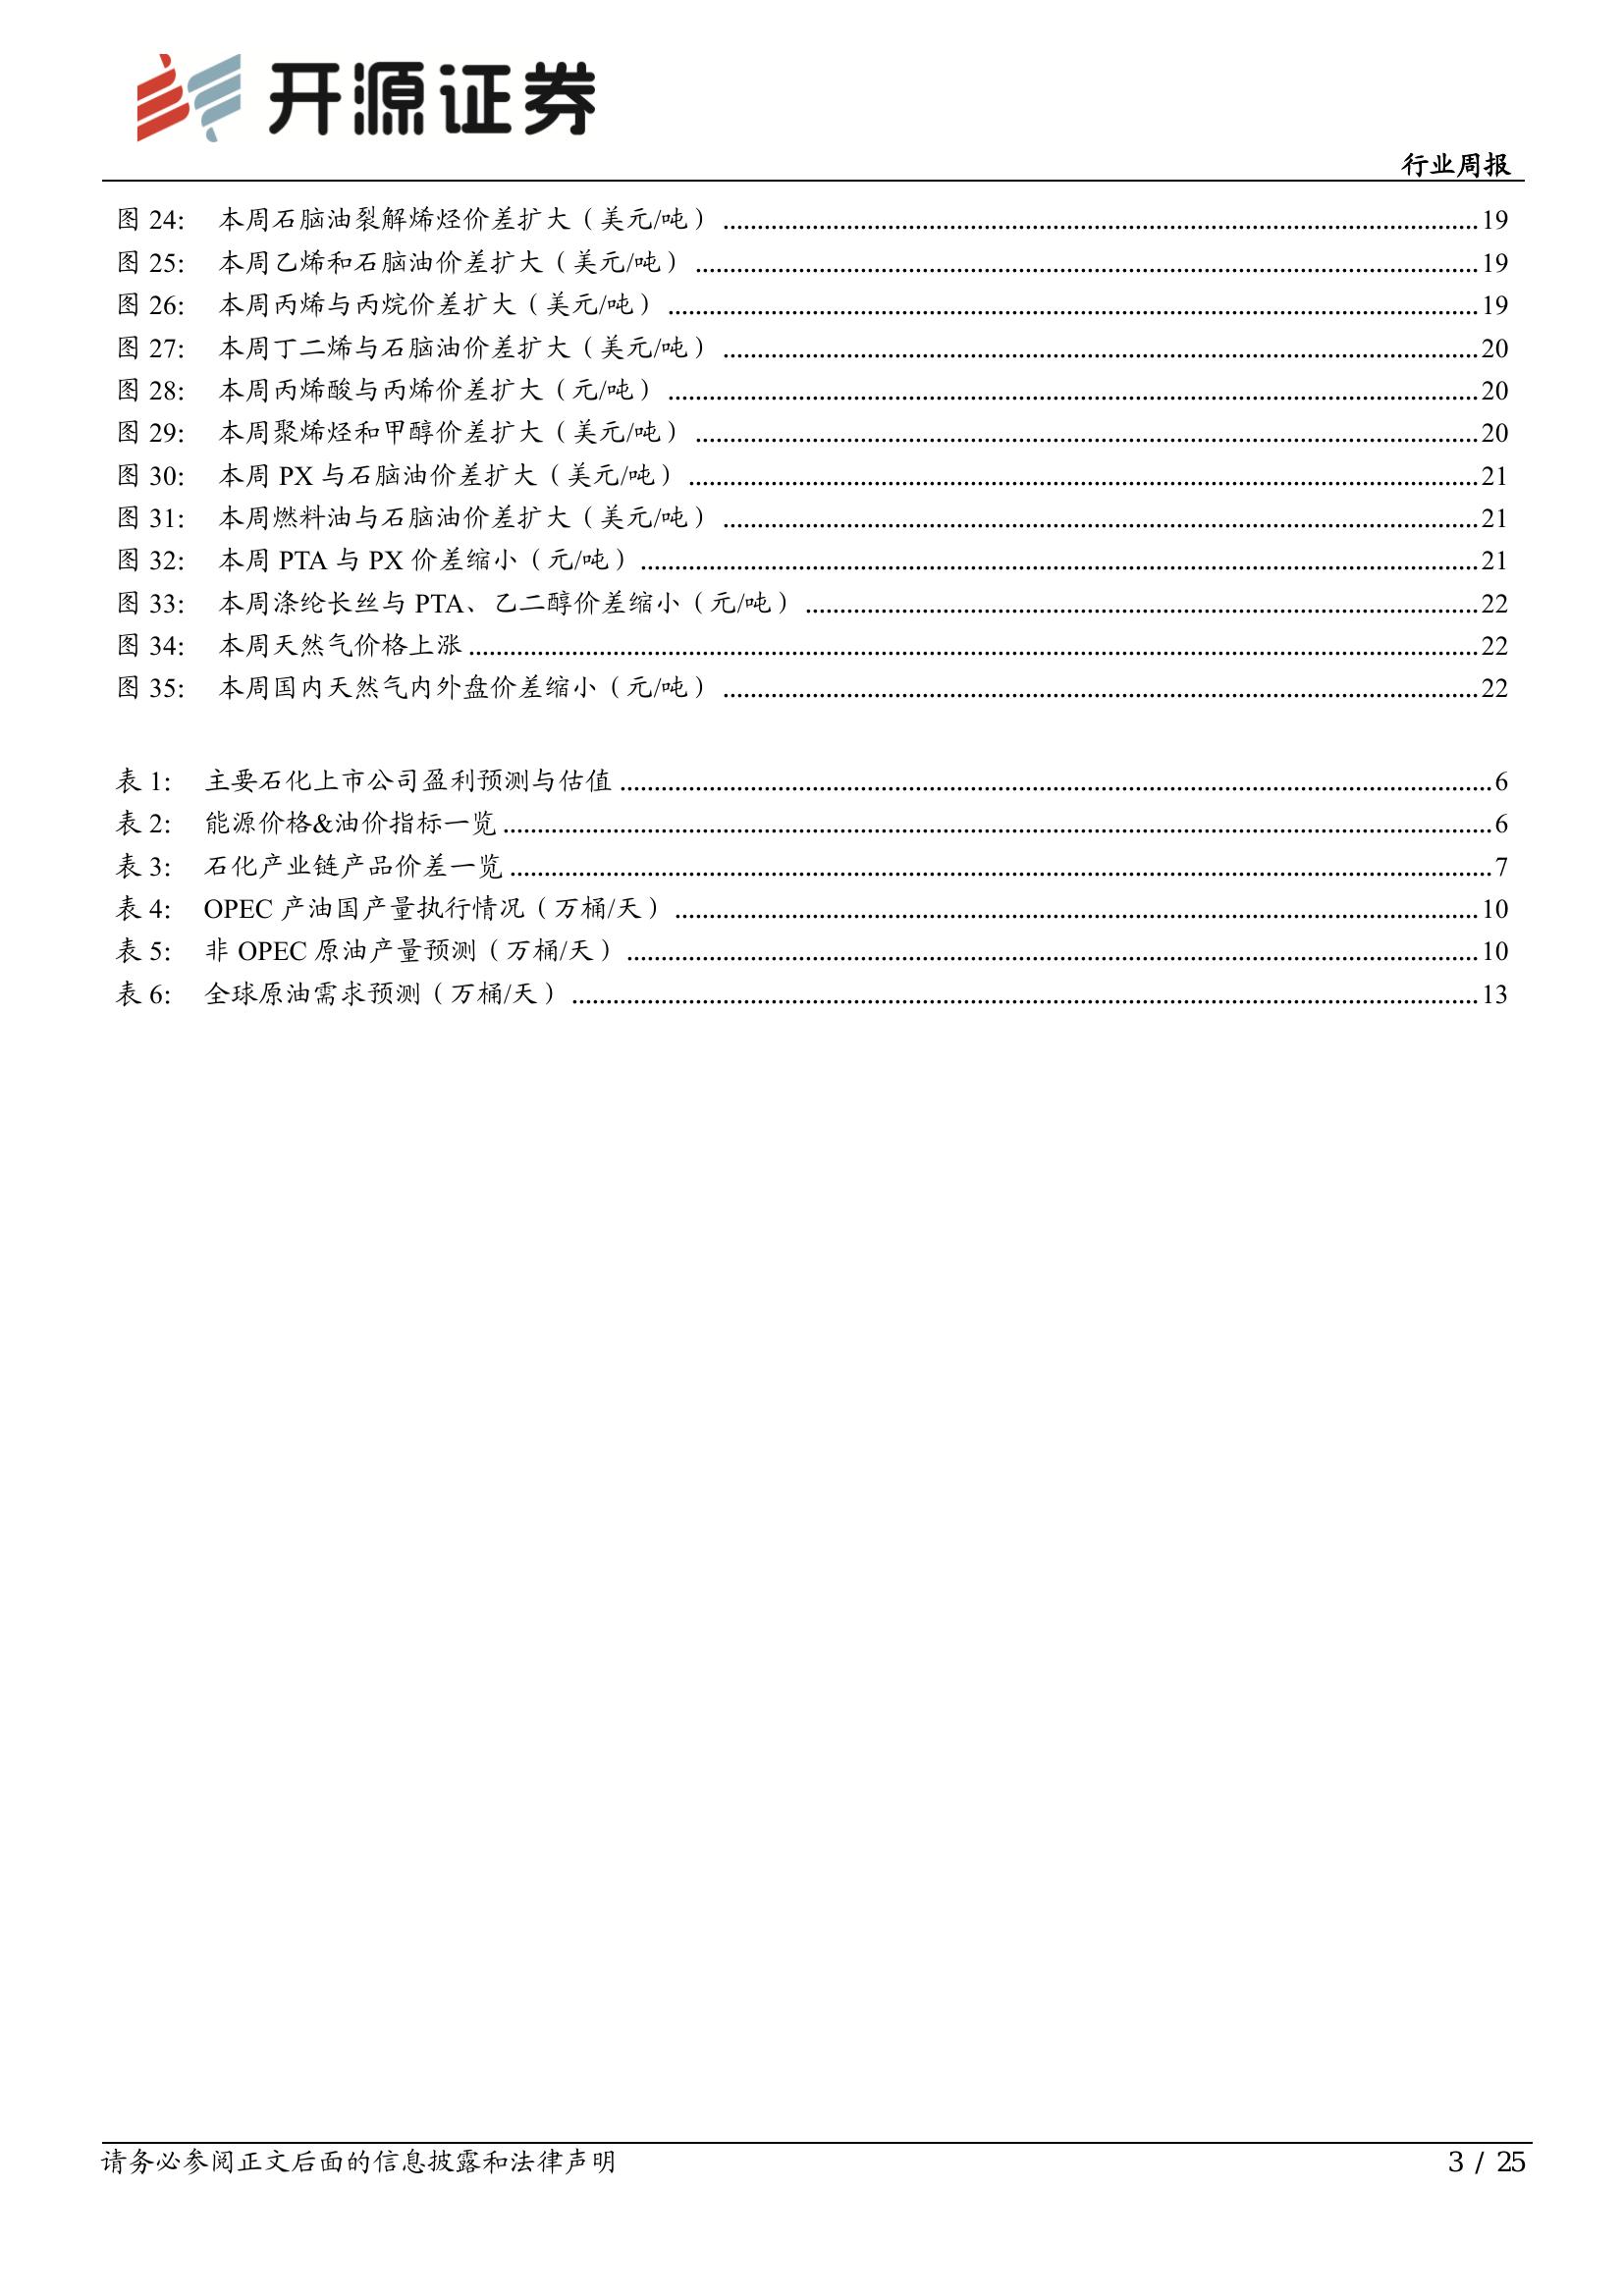 开源证券
行业周报
图 24: 本周石脑油裂解烯烃价差扩大（美元/吨） ........ 19
图 25: 本周乙烯和石脑油价差扩大（美元/吨） ........ 19
图 26: 本周丙烯与丙烷价差扩大（美元/吨） ........ 19
图 27: 本周丁二烯与石脑油价差扩大（美元/吨） ........ 20
图 28: 本周丙烯酸与丙烯价差扩大（元/吨） ........ 20
图 29: 本周聚烯烃和甲醇价差扩大（美元/吨） ........ 20
图 30: 本周 PX 与石脑油价差扩大（美元/吨） ........ 21
图 31: 本周燃料油与石脑油价差扩大（美元/吨） ........ 21
图 32: 本周 PTA 与 PX 价差缩小（元/吨） ........ 21
图 33: 本周涤纶长丝与 PTA、乙二醇价差缩小（元/吨） ........ 22
图 34: 本周天然气价格上涨 ........ 22
图 35: 本周国内天然气内外盘价差缩小（元/吨） ........ 22
表 1: 主要石化上市公司盈利预测与估值 ........ 6
表 2: 能源价格&油价指标一览 ........ 6
表 3: 石化产业链产品价差一览 ........ 7
表 4: OPEC 产油国产量执行情况（万桶/天） ........ 10
表 5: 非 OPEC 原油产量预测（万桶/天） ........ 10
表 6: 全球原油需求预测（万桶/天） ........ 13
请务必参阅正文后面的信息披露和法律声明
3 / 25